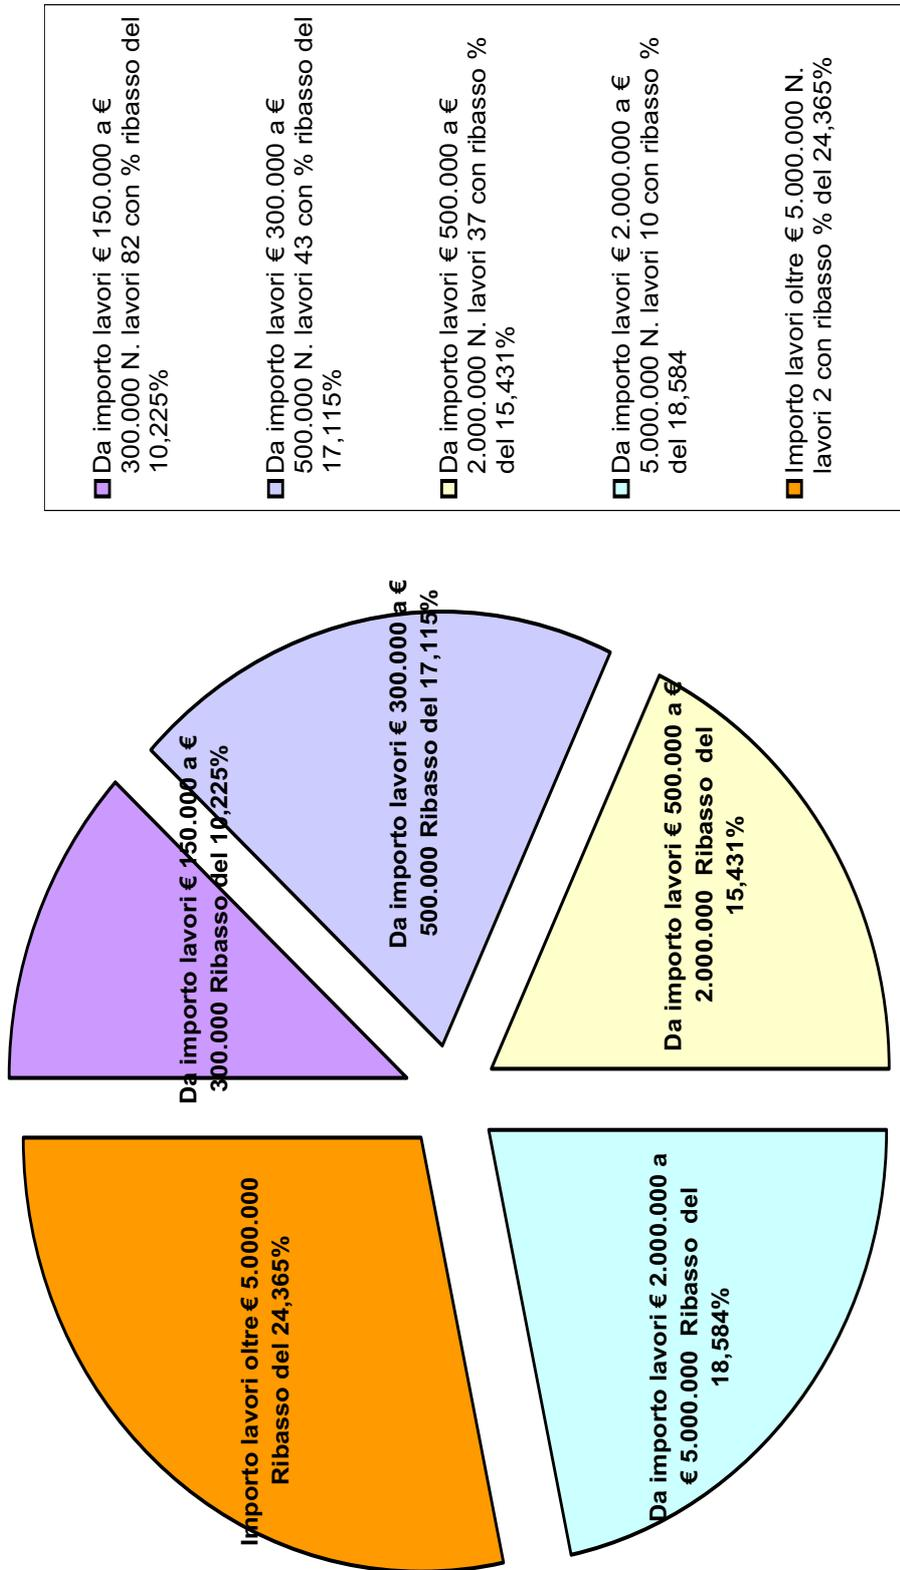 Da importo lavori € 150.000 a €
300.000 N. lavori 82 con % ribasso del
10,225%
Da importo lavori € 300.000 a €
500.000 N. lavori 43 con % ribasso del
17,115%
Da importo lavori € 500.000 a €
2.000.000 N. lavori 37 con ribasso %
del 15,431%
Da importo lavori € 2.000.000 a €
5.000.000 N. lavori 10 con ribasso %
del 18,584
Importo lavori oltre € 5.000.000 N.
lavori 2 con ribasso % del 24,365%
Da importo lavori € 150.000 a €
300.000 Ribasso del 10,225%
Da importo lavori € 300.000 a €
500.000 Ribasso del 17,115%
Da importo lavori € 500.000 a €
2.000.000 Ribasso del
15,431%
Da importo lavori € 2.000.000 a
€ 5.000.000 Ribasso del
18,584%
Importo lavori oltre € 5.000.000
Ribasso del 24,365%